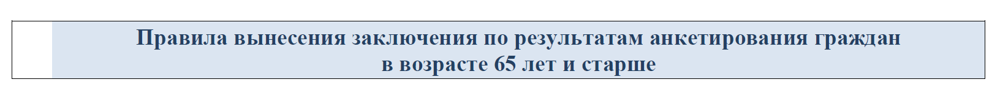 Правила вынесения заключения по результатам анкетирования граждан
в возрасте 65 лет и старше